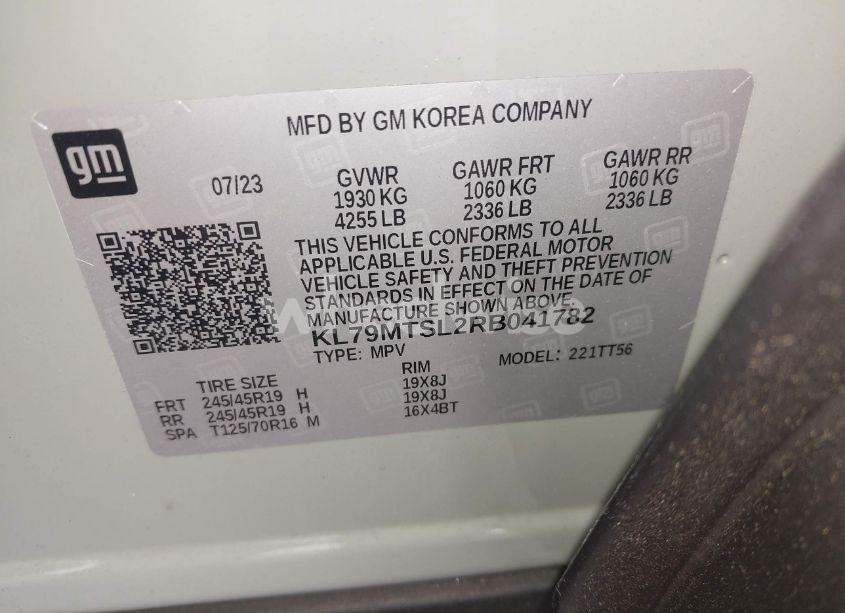 MFD BY GM KOREA COMPANY
gm
07/23
GVWR
1930 KG
4255 LB
GAWR FRT
1060 KG
2336 LB
GAWR RR
1060 KG
2336 LB
THIS VEHICLE CONFORMS TO ALL
APPLICABLE U.S. FEDERAL MOTOR
VEHICLE SAFETY AND THEFT PREVENTION
STANDARDS IN EFFECT ON THE DATE OF
MANUFACTURE SHOWN ABOVE.
KL79MTSL2RB041782
TYPE: MPV MODEL: 221TT56
TIRE SIZE RIM
FRT 245/45R19 H 19X8J
RR 245/45R19 H 19X8J
SPA T125/70R16 M 16X4BT